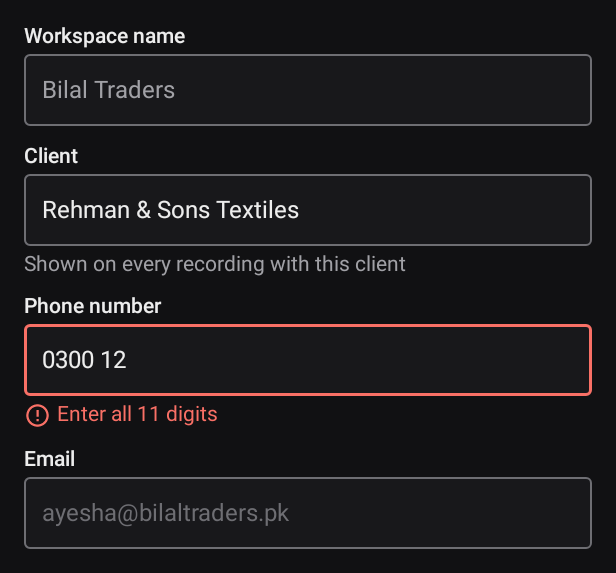 Workspace name
Bilal Traders
Client
Rehman & Sons Textiles
Shown on every recording with this client
Phone number
0300 12
Enter all 11 digits
Email
ayesha@bilaltraders.pk